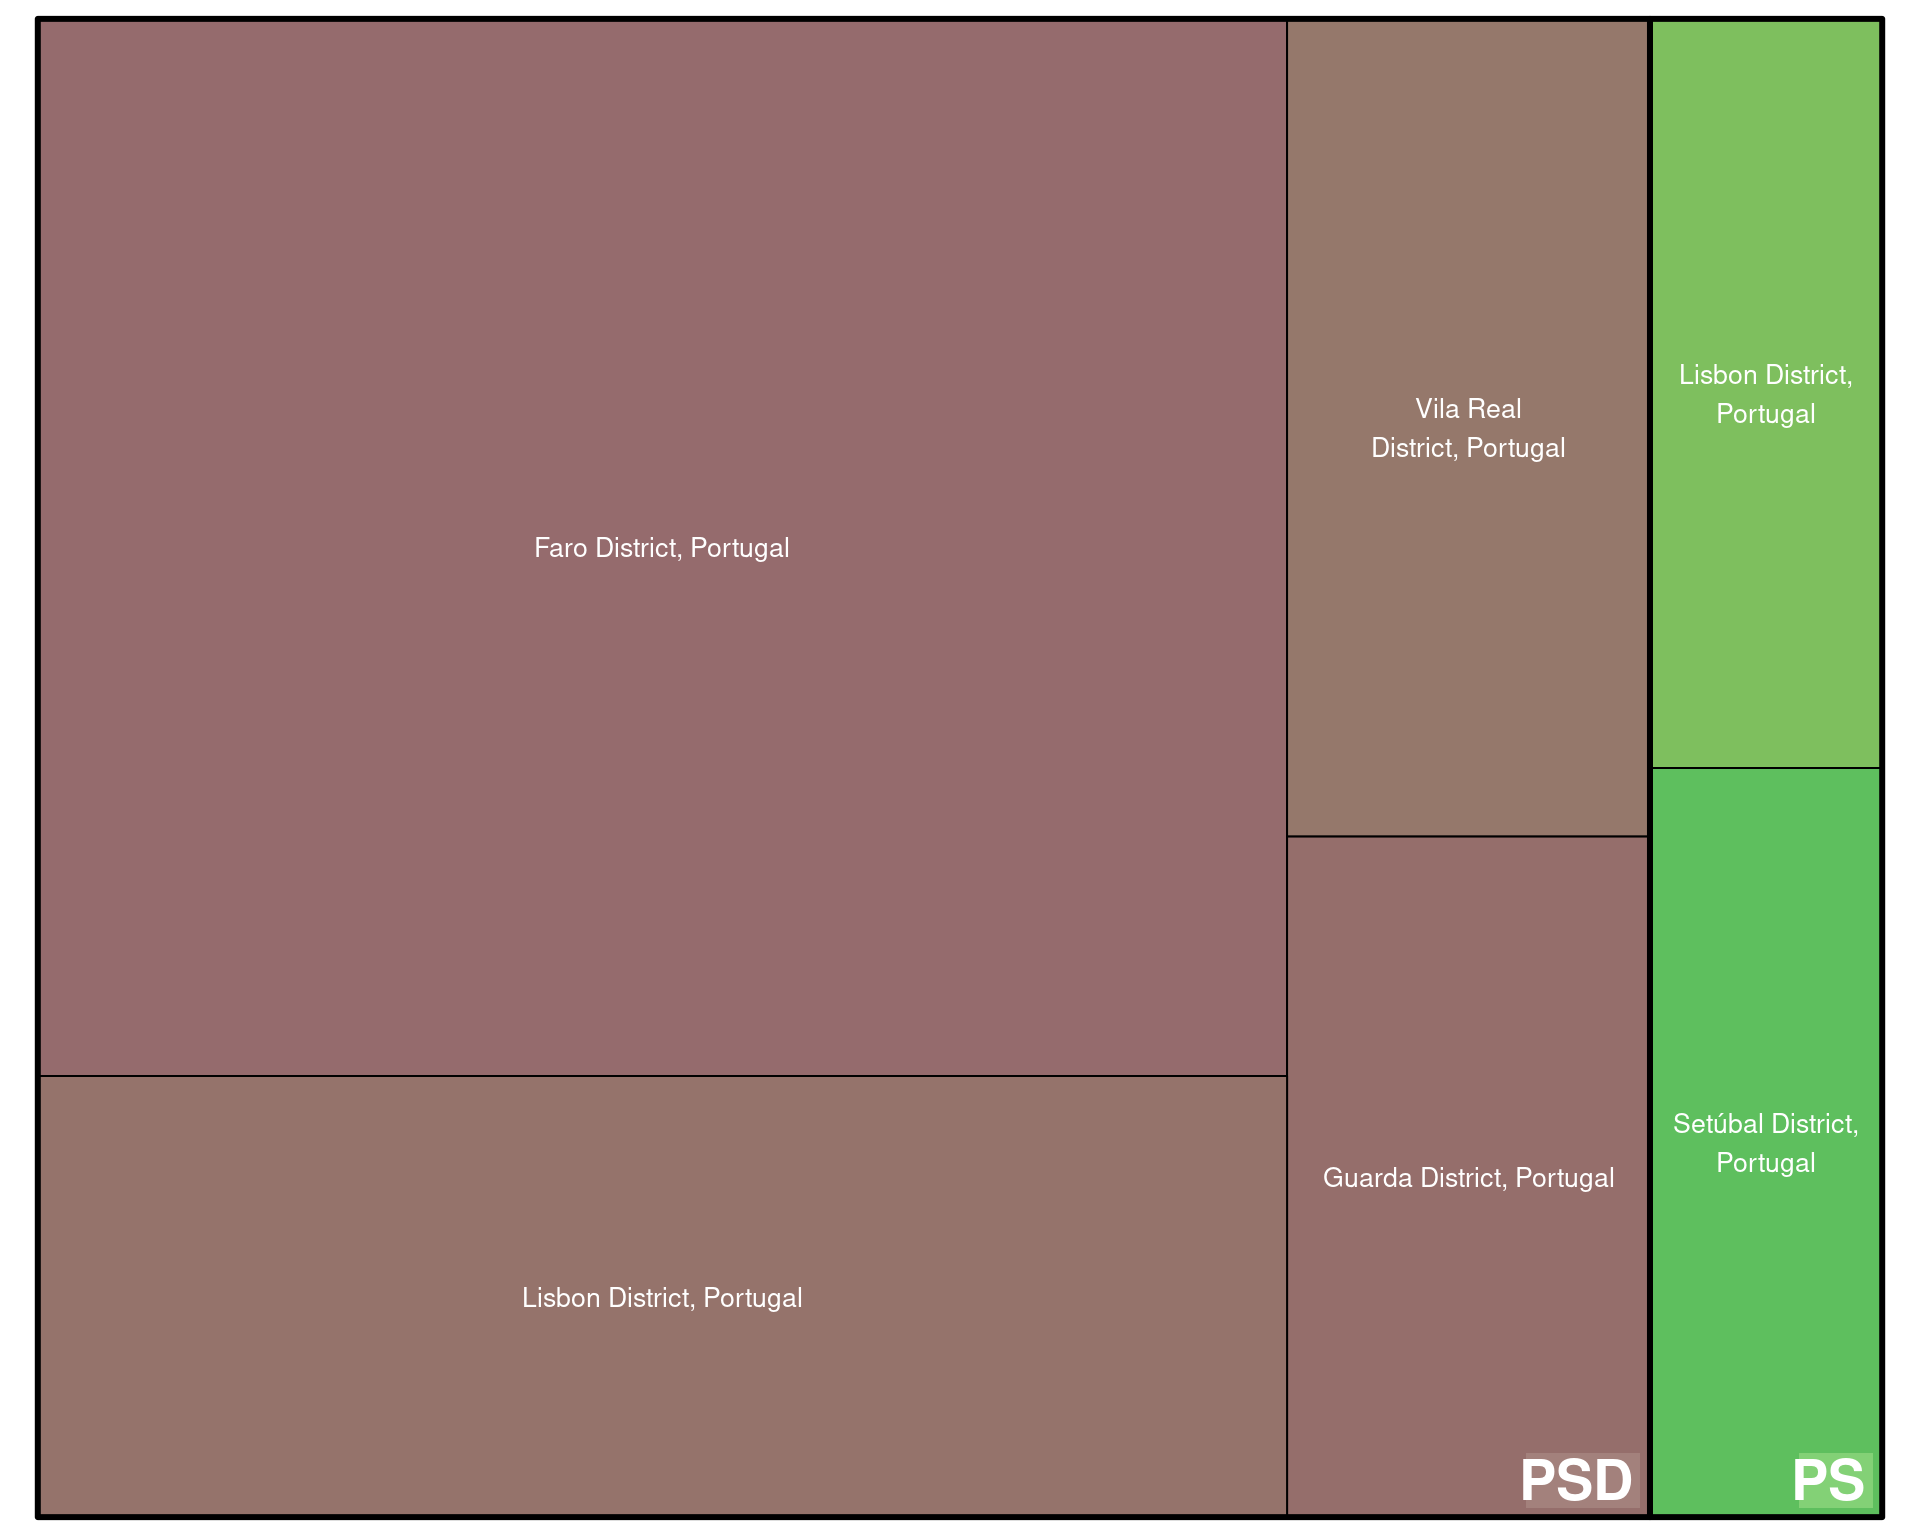 Faro District, Portugal
Lisbon District, Portugal
Vila Real
District, Portugal
Guarda District, Portugal
PSD
Lisbon District,
Portugal
Setúbal District,
Portugal
PS